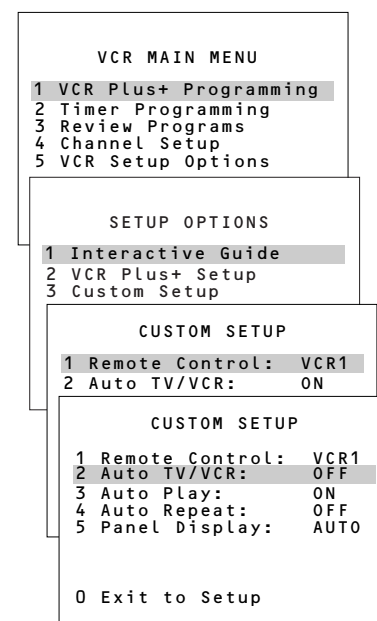 VCR MAIN MENU
1 VCR Plus+ Programming
2 Timer Programming
3 Review Programs
4 Channel Setup
5 VCR Setup Options
SETUP OPTIONS
1 Interactive Guide
2 VCR Plus+ Setup
3 Custom Setup
CUSTOM SETUP
1 Remote Control: VCR1
2 Auto TV/VCR: ON
CUSTOM SETUP
1 Remote Control: VCR1
2 Auto TV/VCR: OFF
3 Auto Play: ON
4 Auto Repeat: OFF
5 Panel Display: AUTO
0 Exit to Setup